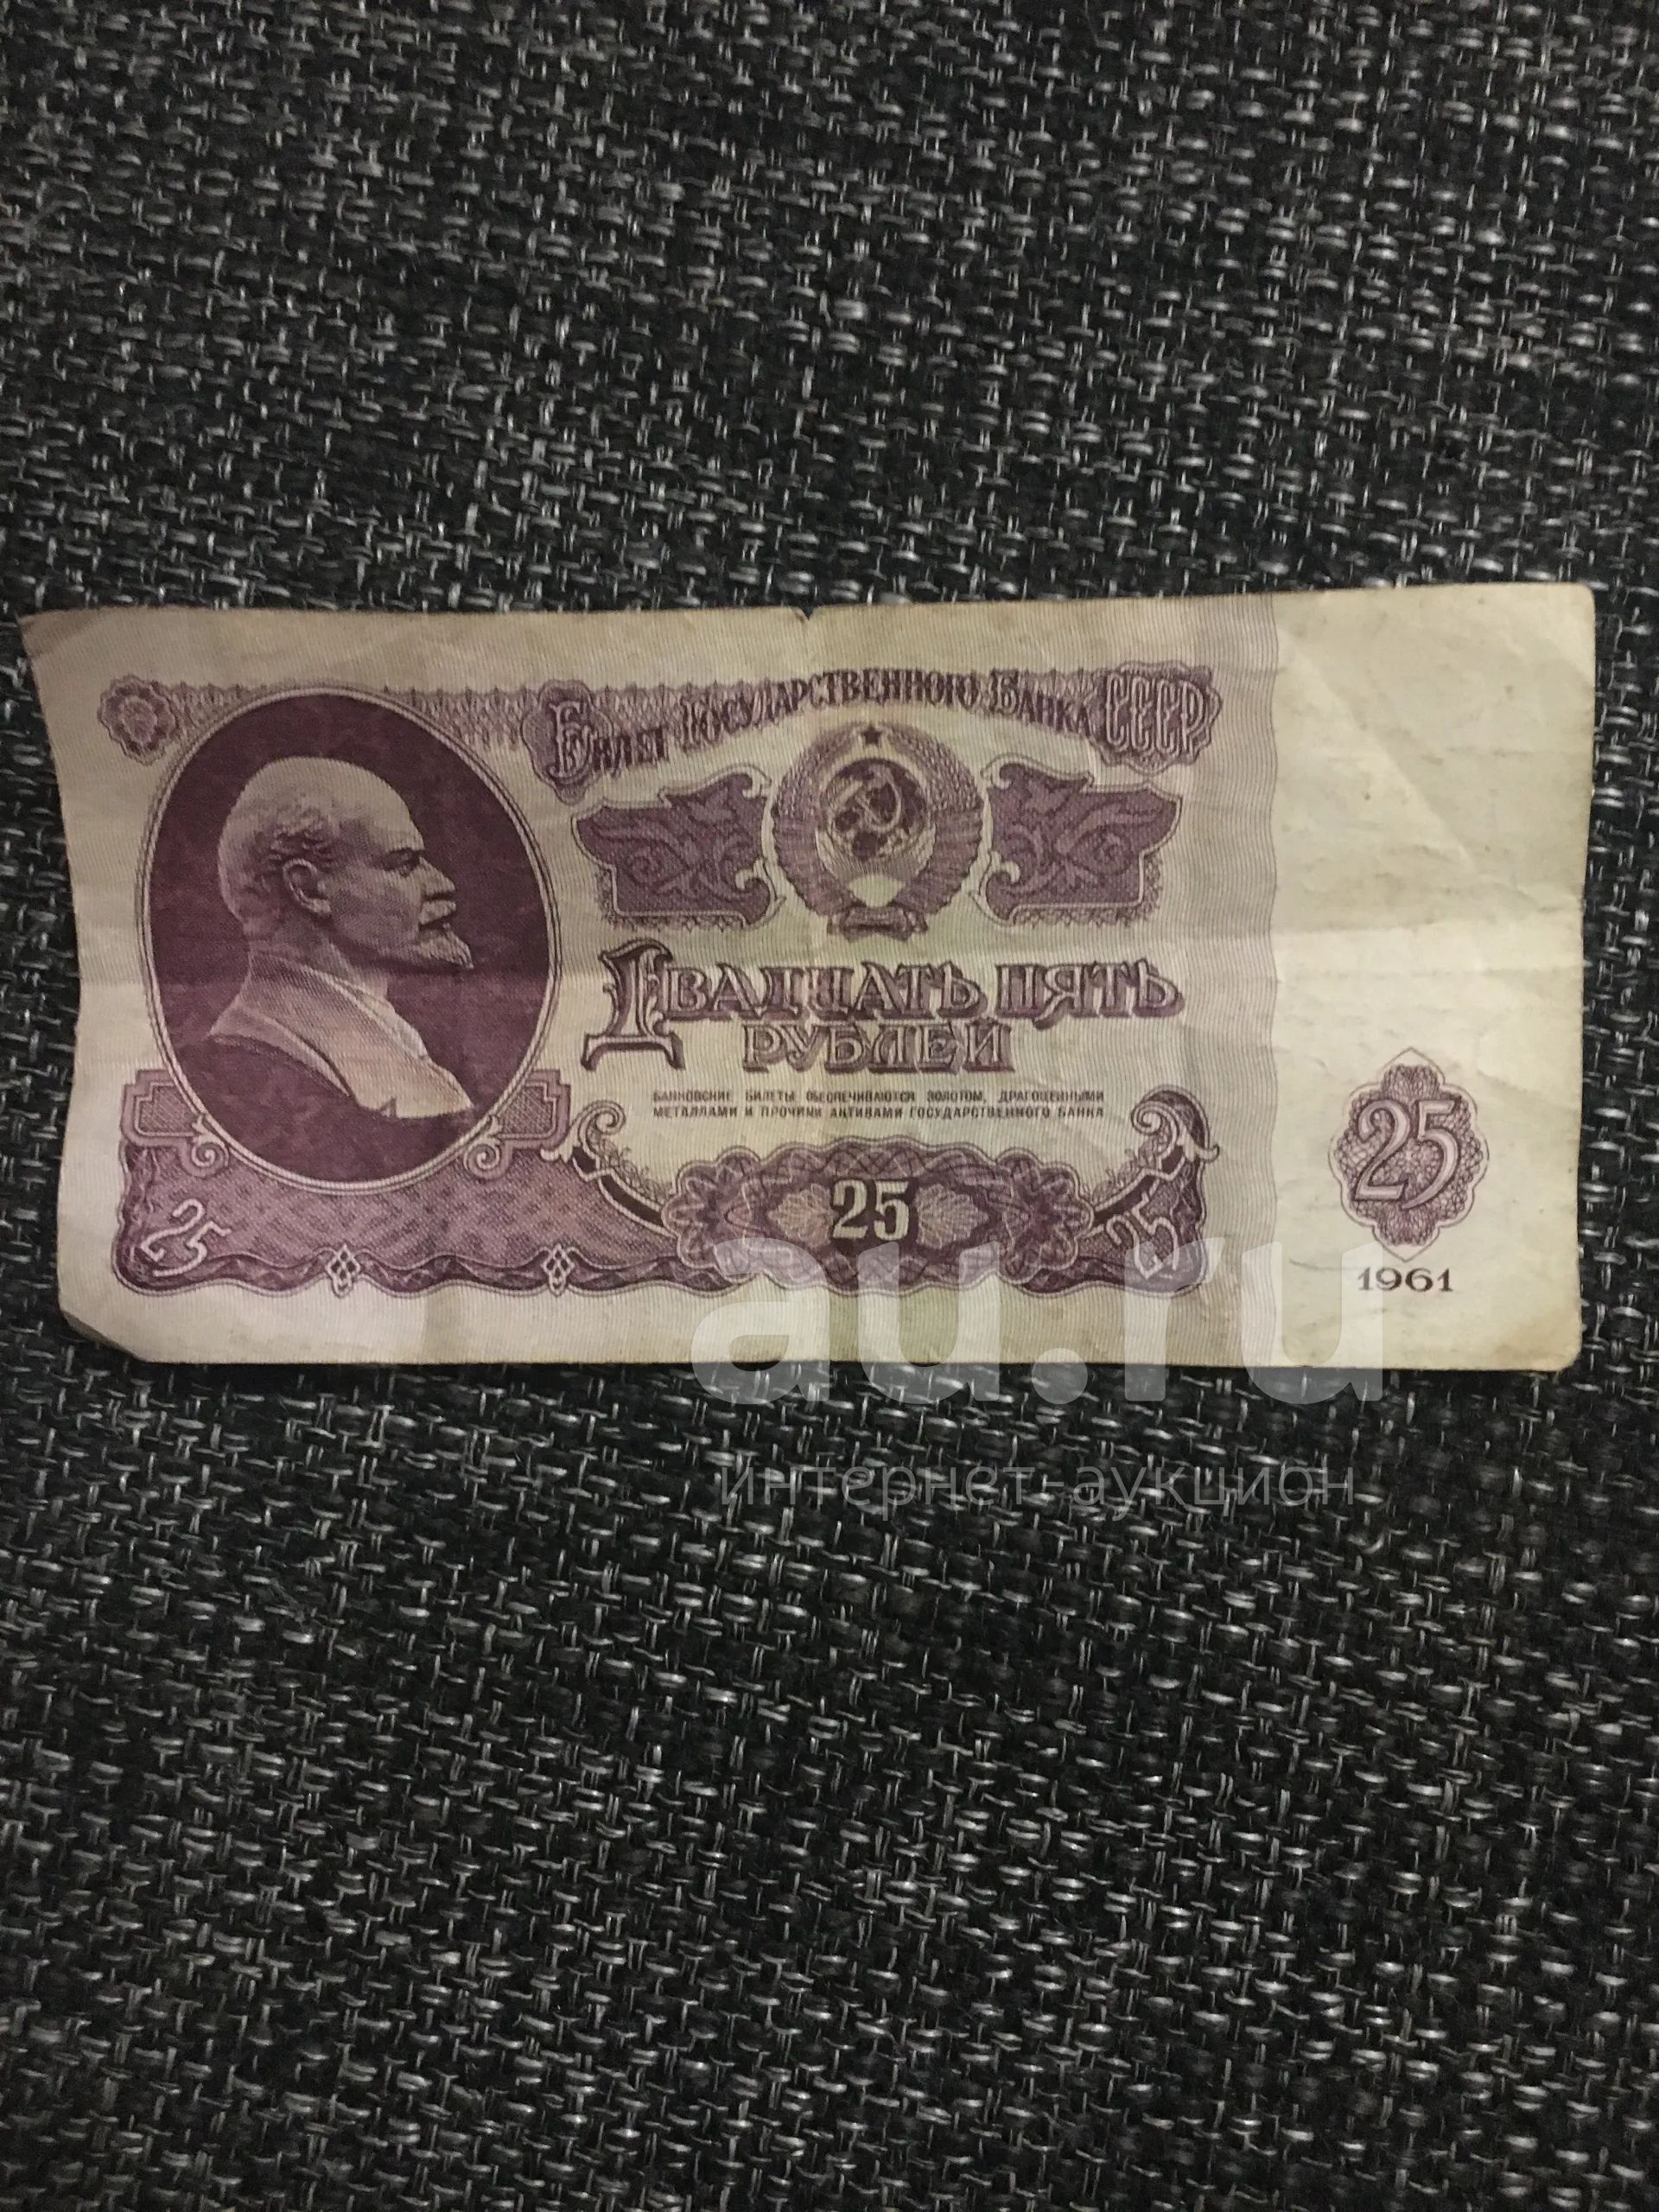 Билет Государственного Банка СССР
Двадцать пять
рублей
БАНКОВСКИЕ БИЛЕТЫ ОБЕСПЕЧИВАЮТСЯ ЗОЛОТОМ, ДРАГОЦЕННЫМИ
МЕТАЛЛАМИ И ПРОЧИМИ АКТИВАМИ ГОСУДАРСТВЕННОГО БАНКА
25
25
25
25
1961
au.ru
интернет-аукцион